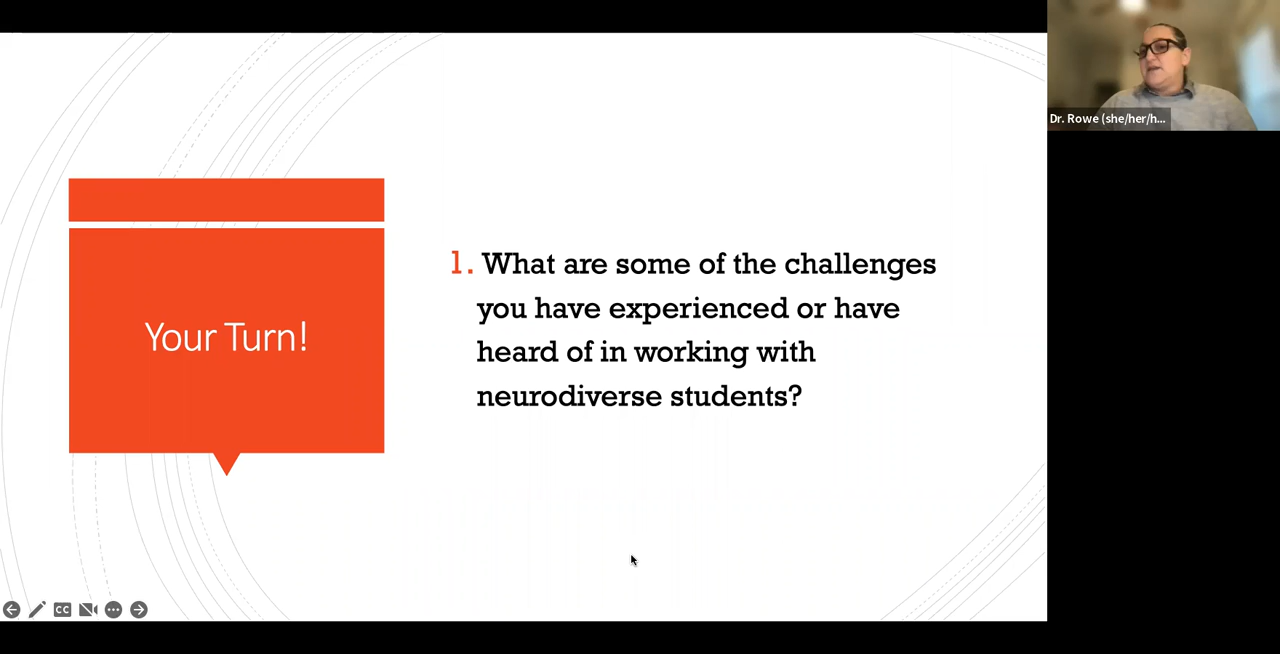 Your Turn!
1. What are some of the challenges
you have experienced or have
heard of in working with
neurodiverse students?
Dr. Rowe (she/her/h...
CC